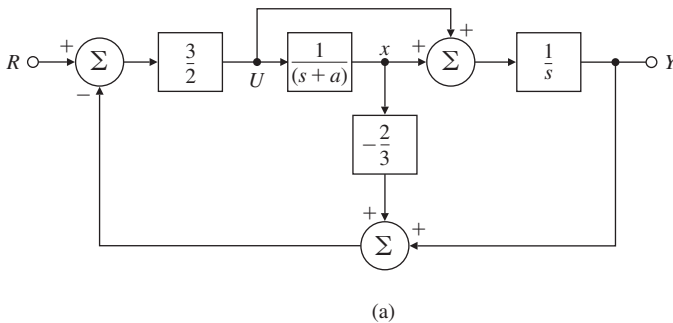 R + Σ 3/2 U 1/(s + a) x + + Σ 1/s Y
−
−2/3
+ Σ +
(a)